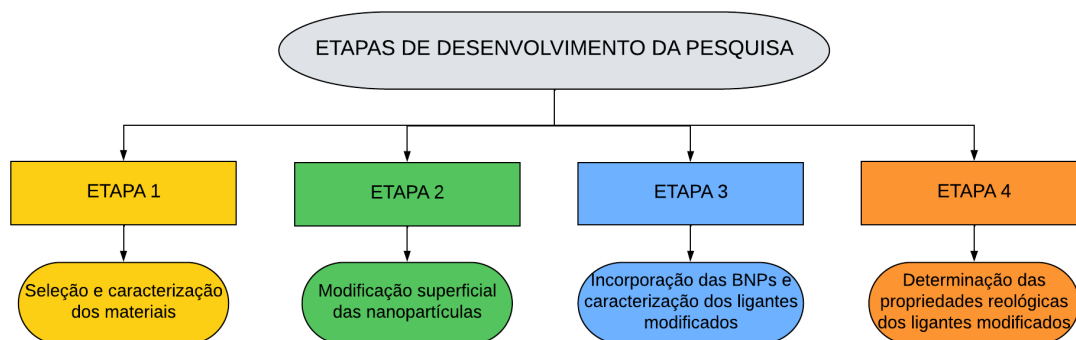 ETAPAS DE DESENVOLVIMENTO DA PESQUISA
ETAPA 1
ETAPA 2
ETAPA 3
ETAPA 4
Seleção e caracterização
dos materiais
Modificação superficial
das nanopartículas
Incorporação das BNPs e
caracterização dos ligantes
modificados
Determinação das
propriedades reológicas
dos ligantes modificados